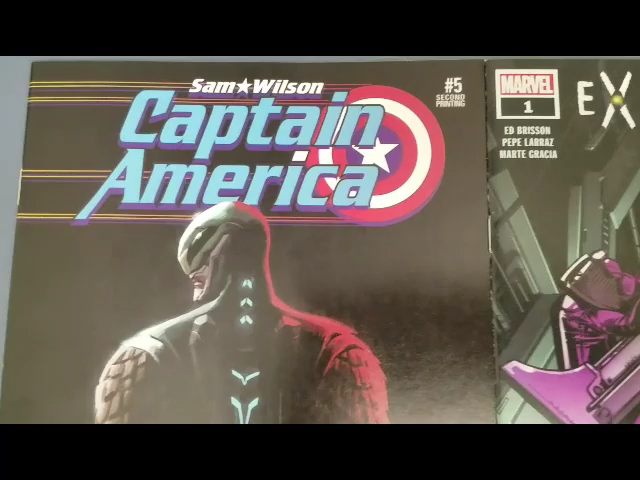 Sam★Wilson
Captain
America
#5
SECOND
PRINTING
MARVEL
1
ED BRISSON
PEPE LARRAZ
MARTE GRACIA
EX